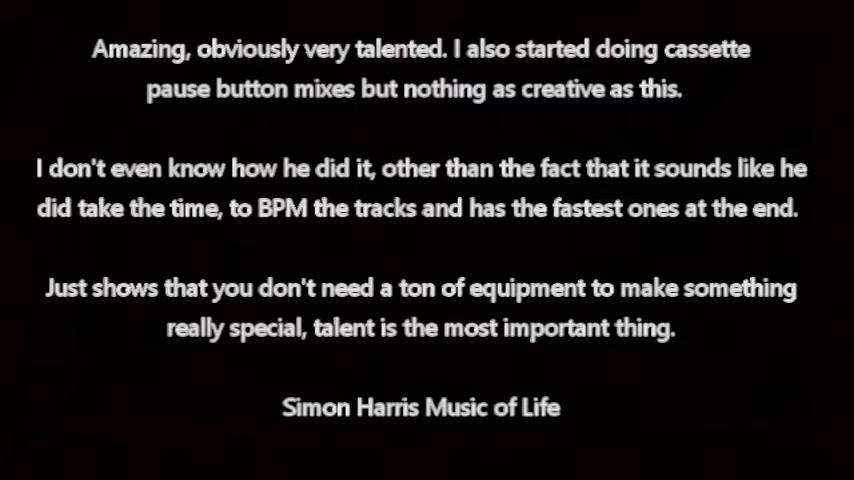 Amazing, obviously very talented. I also started doing cassette
pause button mixes but nothing as creative as this.
I don't even know how he did it, other than the fact that it sounds like he
did take the time, to BPM the tracks and has the fastest ones at the end.
Just shows that you don't need a ton of equipment to make something
really special, talent is the most important thing.
Simon Harris Music of Life